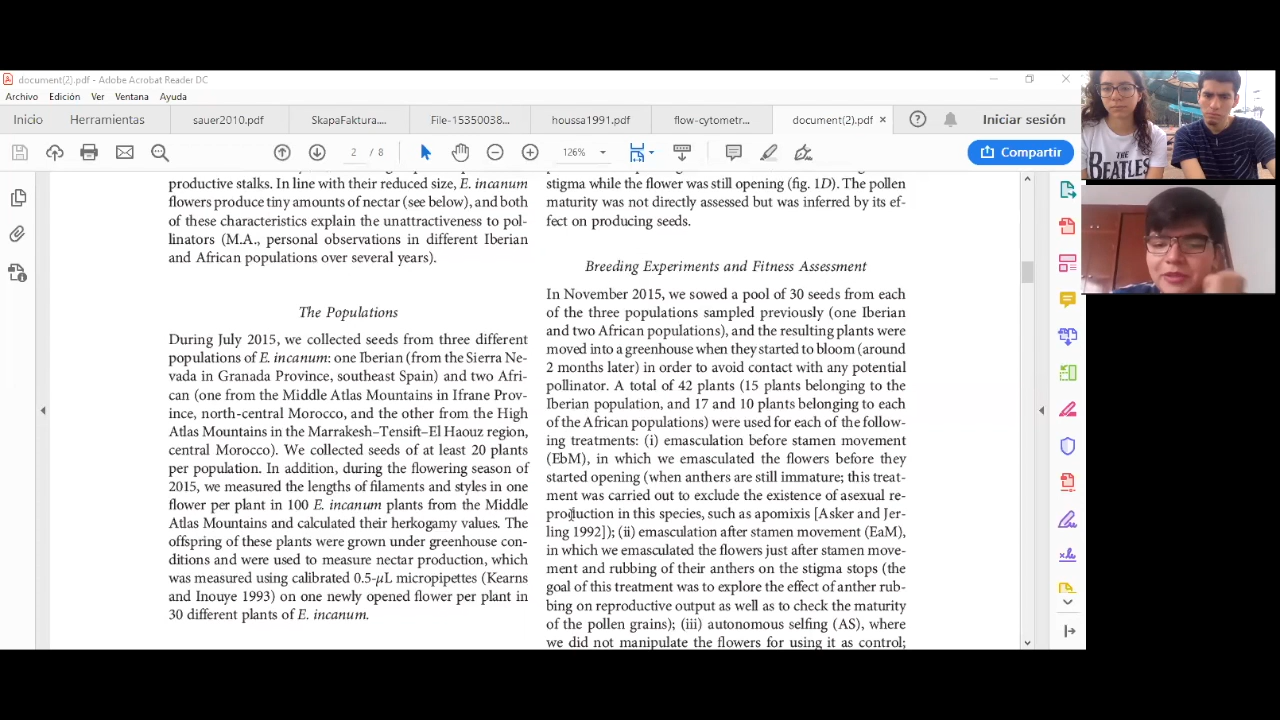 document(2).pdf - Adobe Acrobat Reader DC
Archivo Edición Ver Ventana Ayuda
Inicio Herramientas sauer2010.pdf SkapaFaktura.... File-15350038... hyussa1991.pdf flow-cytometr... document(2).pdf × Iniciar sesión
2 / 8 126% Compartir
productive stalks. In line with their reduced size, E. incanum
flowers produce tiny amounts of nectar (see below), and both
of these characteristics explain the unattractiveness to pol-
linators (M.A., personal observations in different Iberian
and African populations over several years).
The Populations
During July 2015, we collected seeds from three different
populations of E. incanum: one Iberian (from the Sierra Ne-
vada in Granada Province, southeast Spain) and two Afri-
can (one from the Middle Atlas Mountains in Ifrane Prov-
ince, north-central Morocco, and the other from the High
Atlas Mountains in the Marrakesh–Tensift–El Haouz region,
central Morocco). We collected seeds of at least 20 plants
per population. In addition, during the flowering season of
2015, we measured the lengths of filaments and styles in one
flower per plant in 100 E. incanum plants from the Middle
Atlas Mountains and calculated their herkogamy values. The
offspring of these plants were grown under greenhouse con-
ditions and were used to measure nectar production, which
was measured using calibrated 0.5-μL micropipettes (Kearns
and Inouye 1993) on one newly opened flower per plant in
30 different plants of E. incanum.
stigma while the flower was still opening (fig. 1D). The pollen
maturity was not directly assessed but was inferred by its ef-
fect on producing seeds.
Breeding Experiments and Fitness Assessment
In November 2015, we sowed a pool of 30 seeds from each
of the three populations sampled previously (one Iberian
and two African populations), and the resulting plants were
moved into a greenhouse when they started to bloom (around
2 months later) in order to avoid contact with any potential
pollinator. A total of 42 plants (15 plants belonging to the
Iberian population, and 17 and 10 plants belonging to each
of the African populations) were used for each of the follow-
ing treatments: (i) emasculation before stamen movement
(EbM), in which we emasculated the flowers before they
started opening (when anthers are still immature; this treat-
ment was carried out to exclude the existence of asexual re-
production in this species, such as apomixis [Asker and Jer-
ling 1992]); (ii) emasculation after stamen movement (EaM),
in which we emasculated the flowers just after stamen move-
ment and rubbing of their anthers on the stigma stops (the
goal of this treatment was to explore the effect of anther rub-
bing on reproductive output as well as to check the maturity
of the pollen grains); (iii) autonomous selfing (AS), where
we did not manipulate the flowers for using it as control;
THE
BEATLES